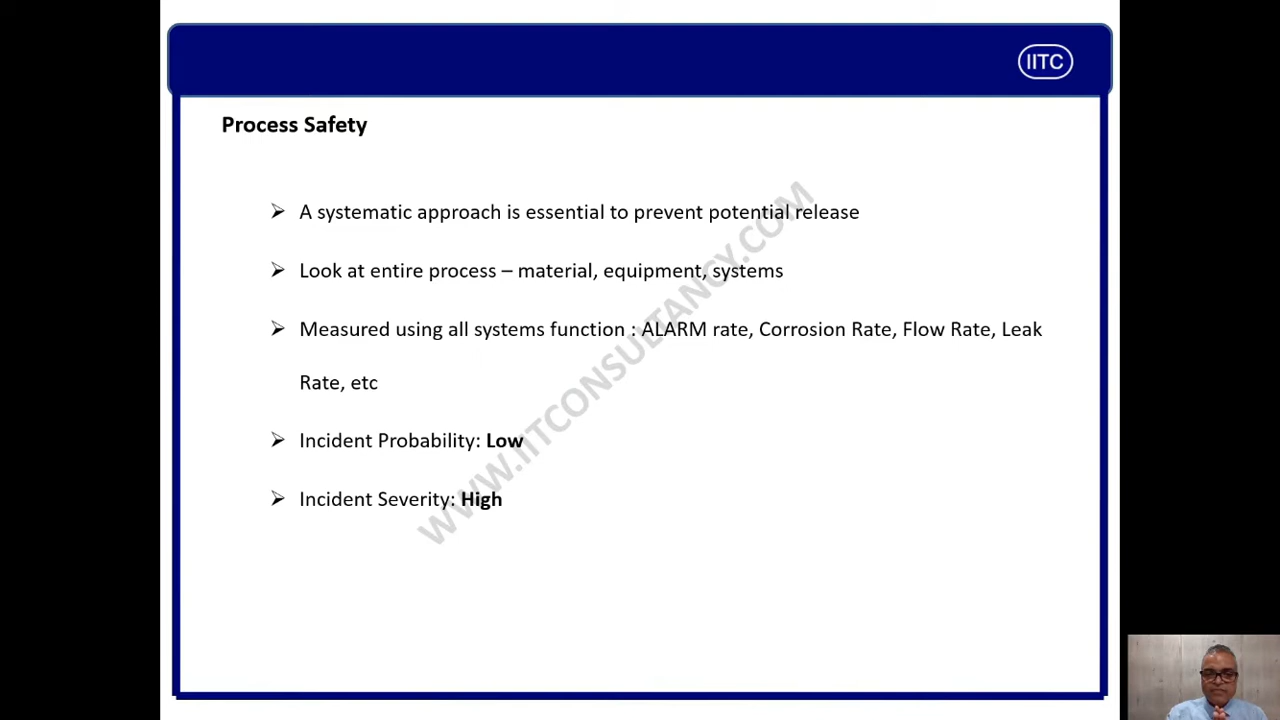 IITC
Process Safety
➢ A systematic approach is essential to prevent potential release
➢ Look at entire process – material, equipment, systems
➢ Measured using all systems function : ALARM rate, Corrosion Rate, Flow Rate, Leak
Rate, etc
➢ Incident Probability: Low
➢ Incident Severity: High
WWW.IITCONSULTANCY.COM